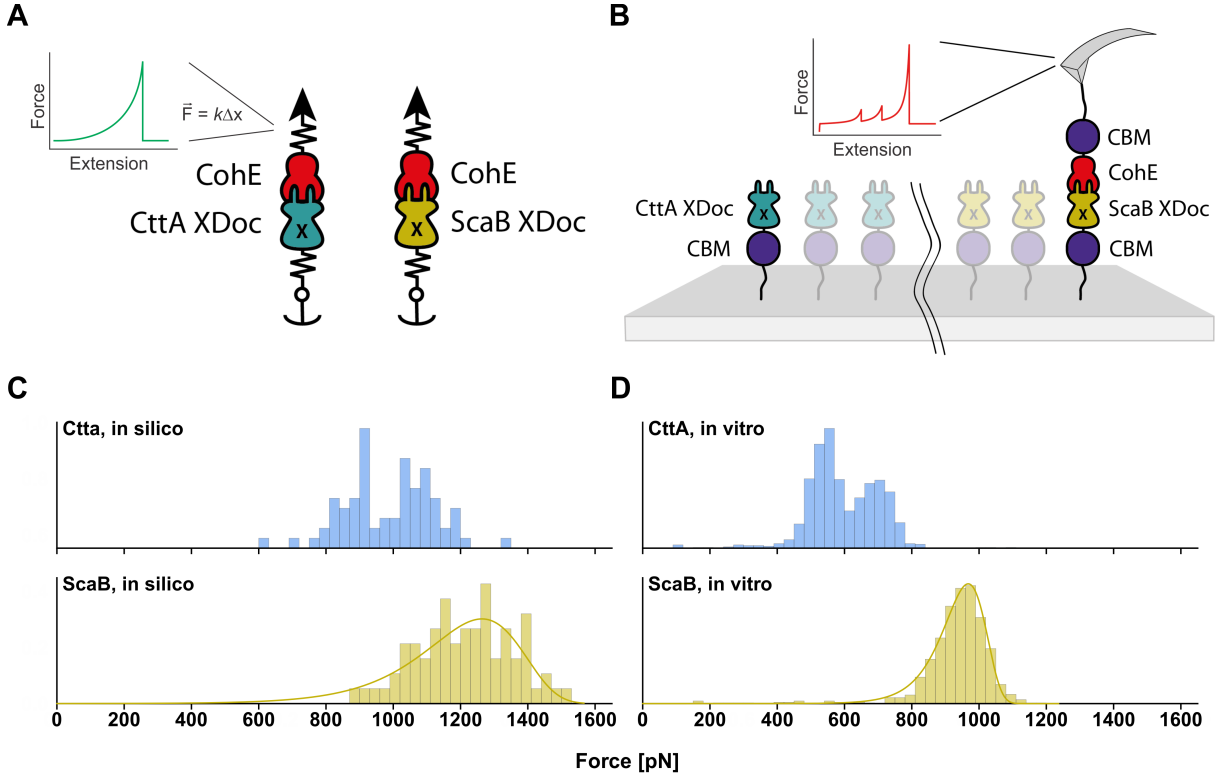 A
Force
Extension
F⃗ = kΔx
CohE
CttA XDoc
X
CohE
ScaB XDoc
X
B
Force
Extension
CBM
CohE
CttA XDoc
X
X
X
X
X
X
ScaB XDoc
CBM
CBM
C
Ctta, in silico
ScaB, in silico
0 200 400 600 800 1000 1200 1400 1600
D
CttA, in vitro
ScaB, in vitro
0 200 400 600 800 1000 1200 1400 1600
Force [pN]